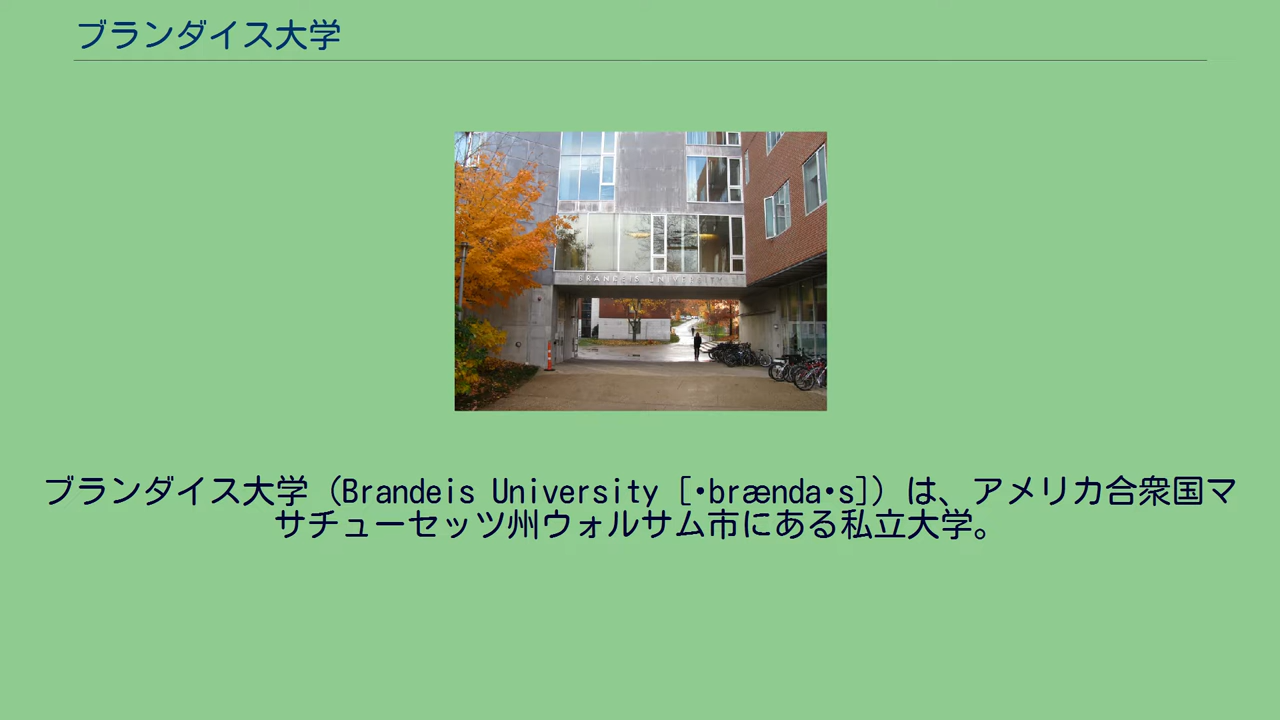 ブランダイス大学
BRANDEIS UNIVERSITY
ブランダイス大学（Brandeis University [・brænda・s]）は、アメリカ合衆国マ
サチューセッツ州ウォルサム市にある私立大学。